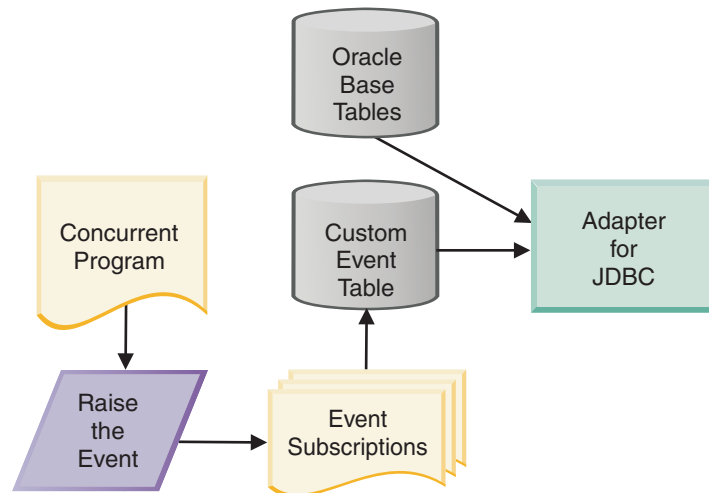 Oracle
Base
Tables
Concurrent
Program
Custom
Event
Table
Adapter
for
JDBC
Raise
the
Event
Event
Subscriptions